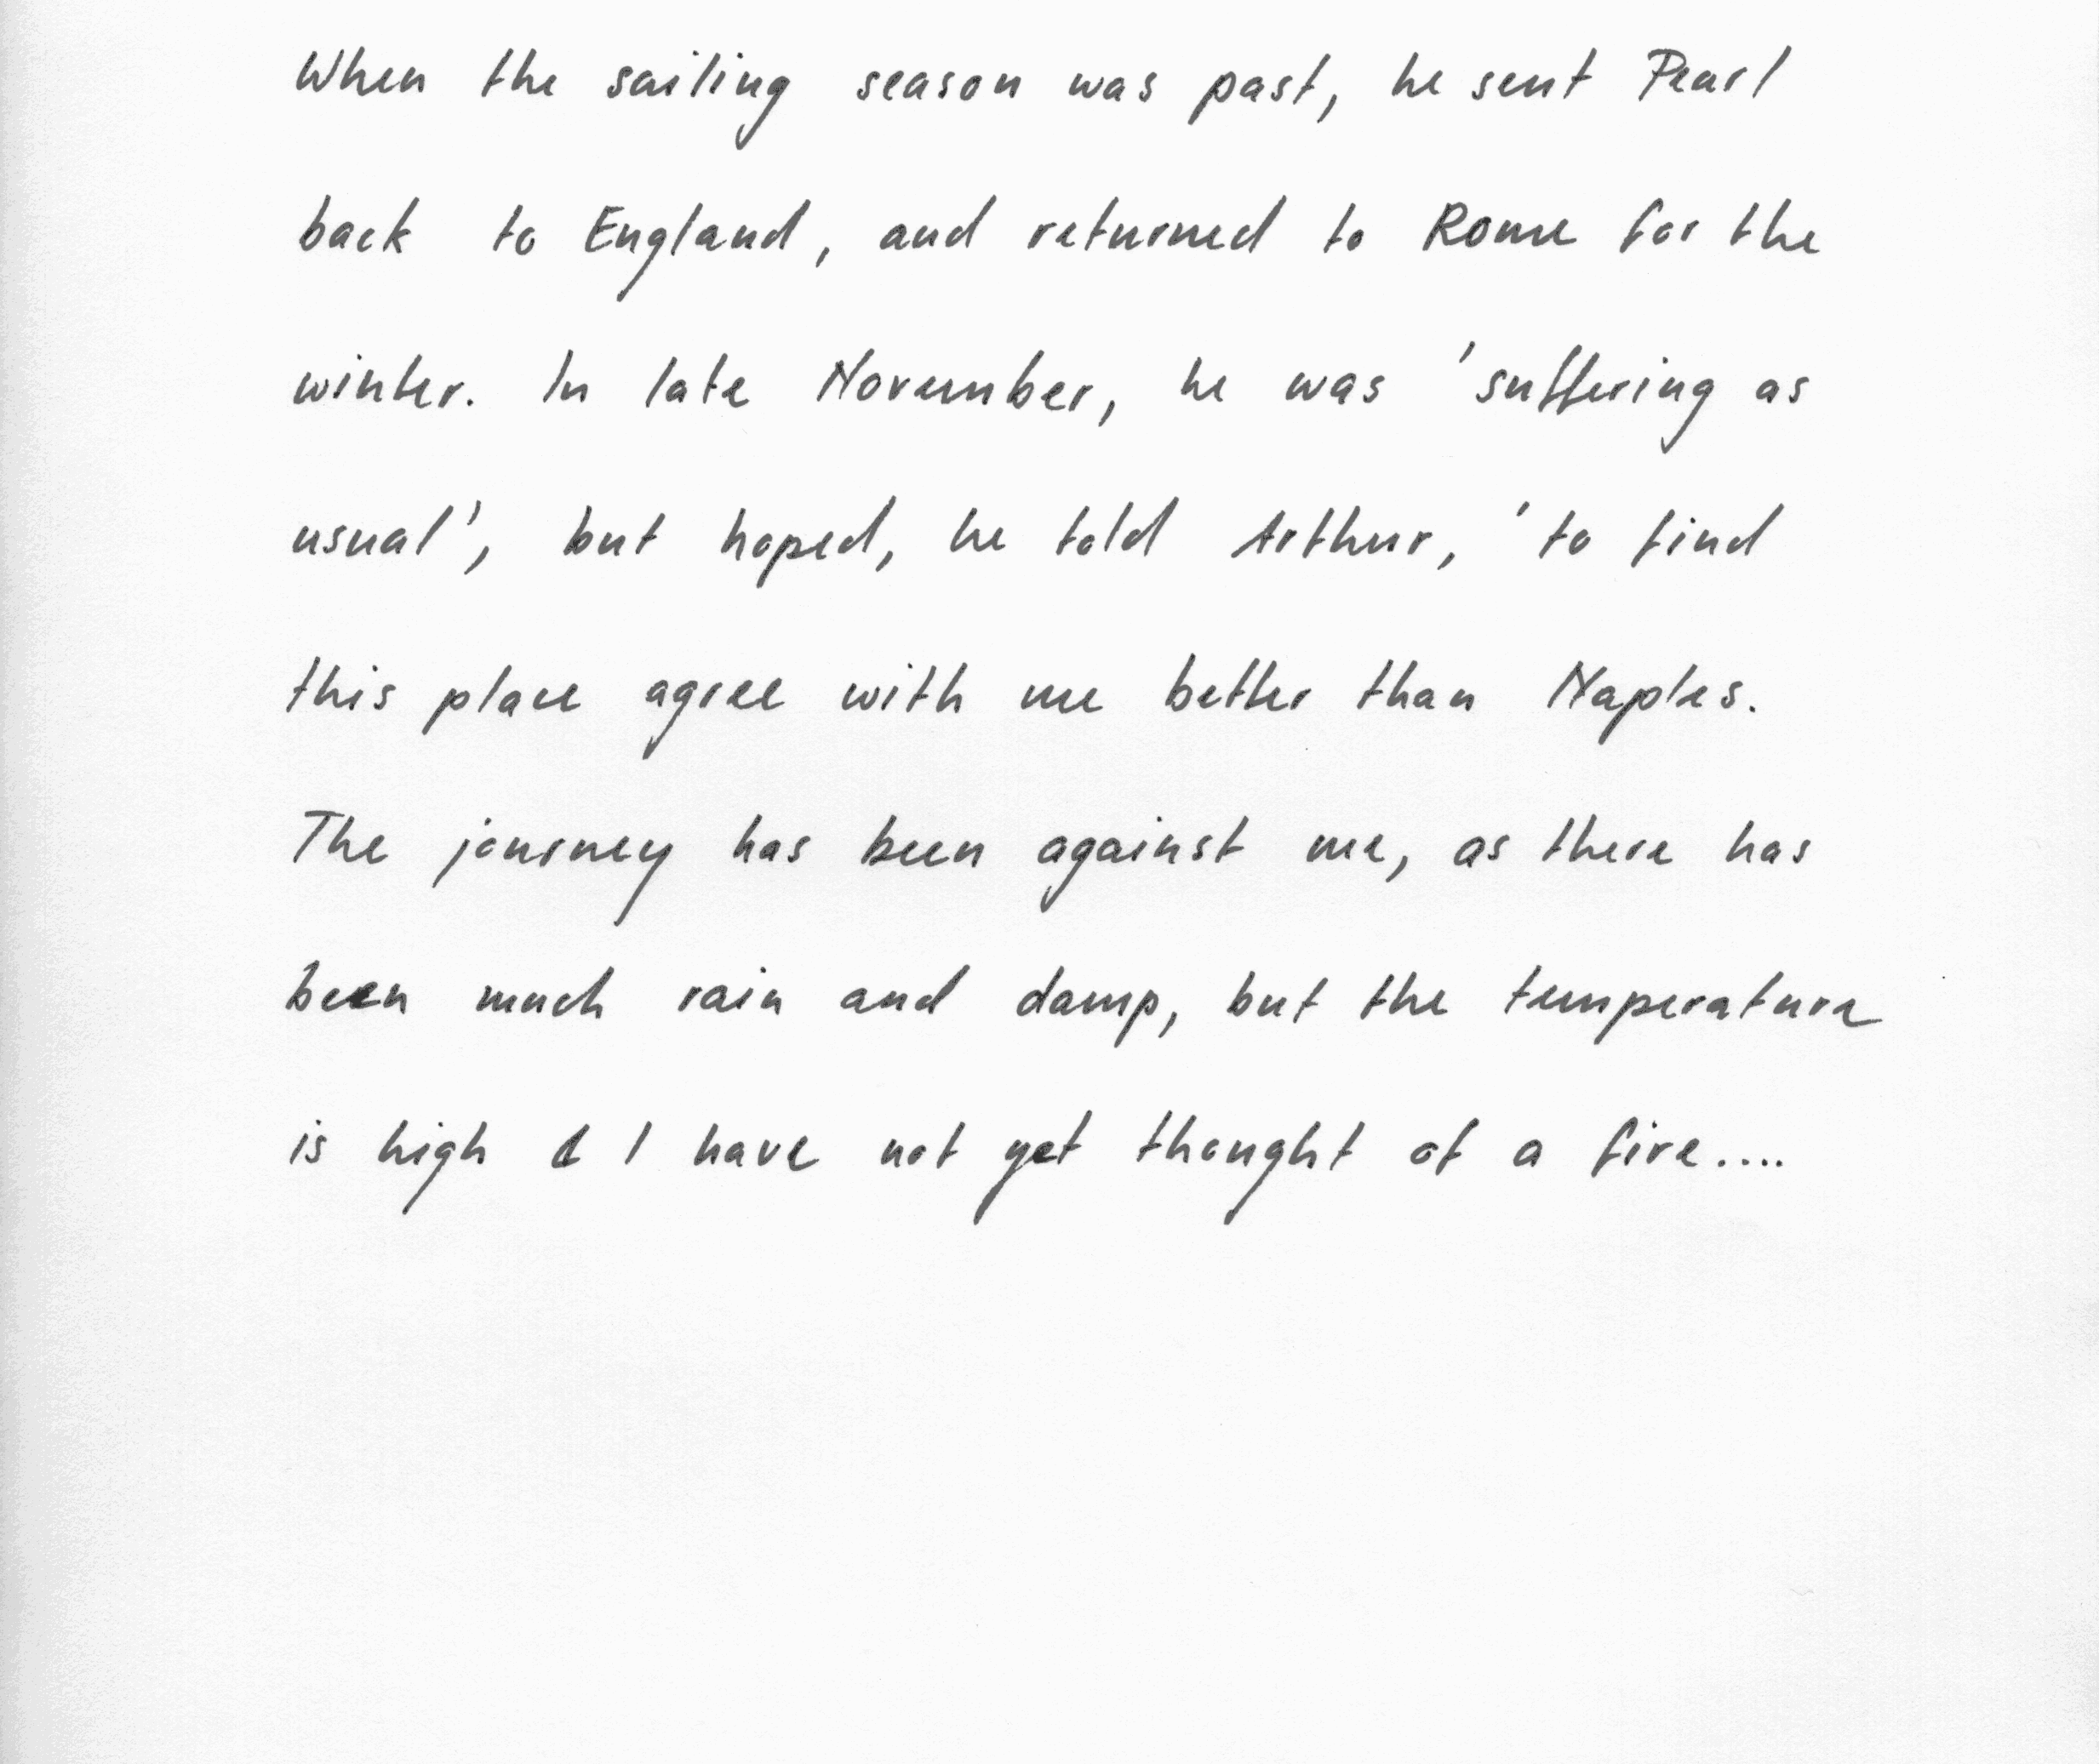 When the sailing season was past, he sent Pearl
back to England, and returned to Rome for the
winter. In late November, he was 'suffering as
usual', but hoped, he told Arthur, 'to find
this place agree with me better than Naples.
The journey has been against me, as there has
been much rain and damp, but the temperature
is high & I have not yet thought of a fire....